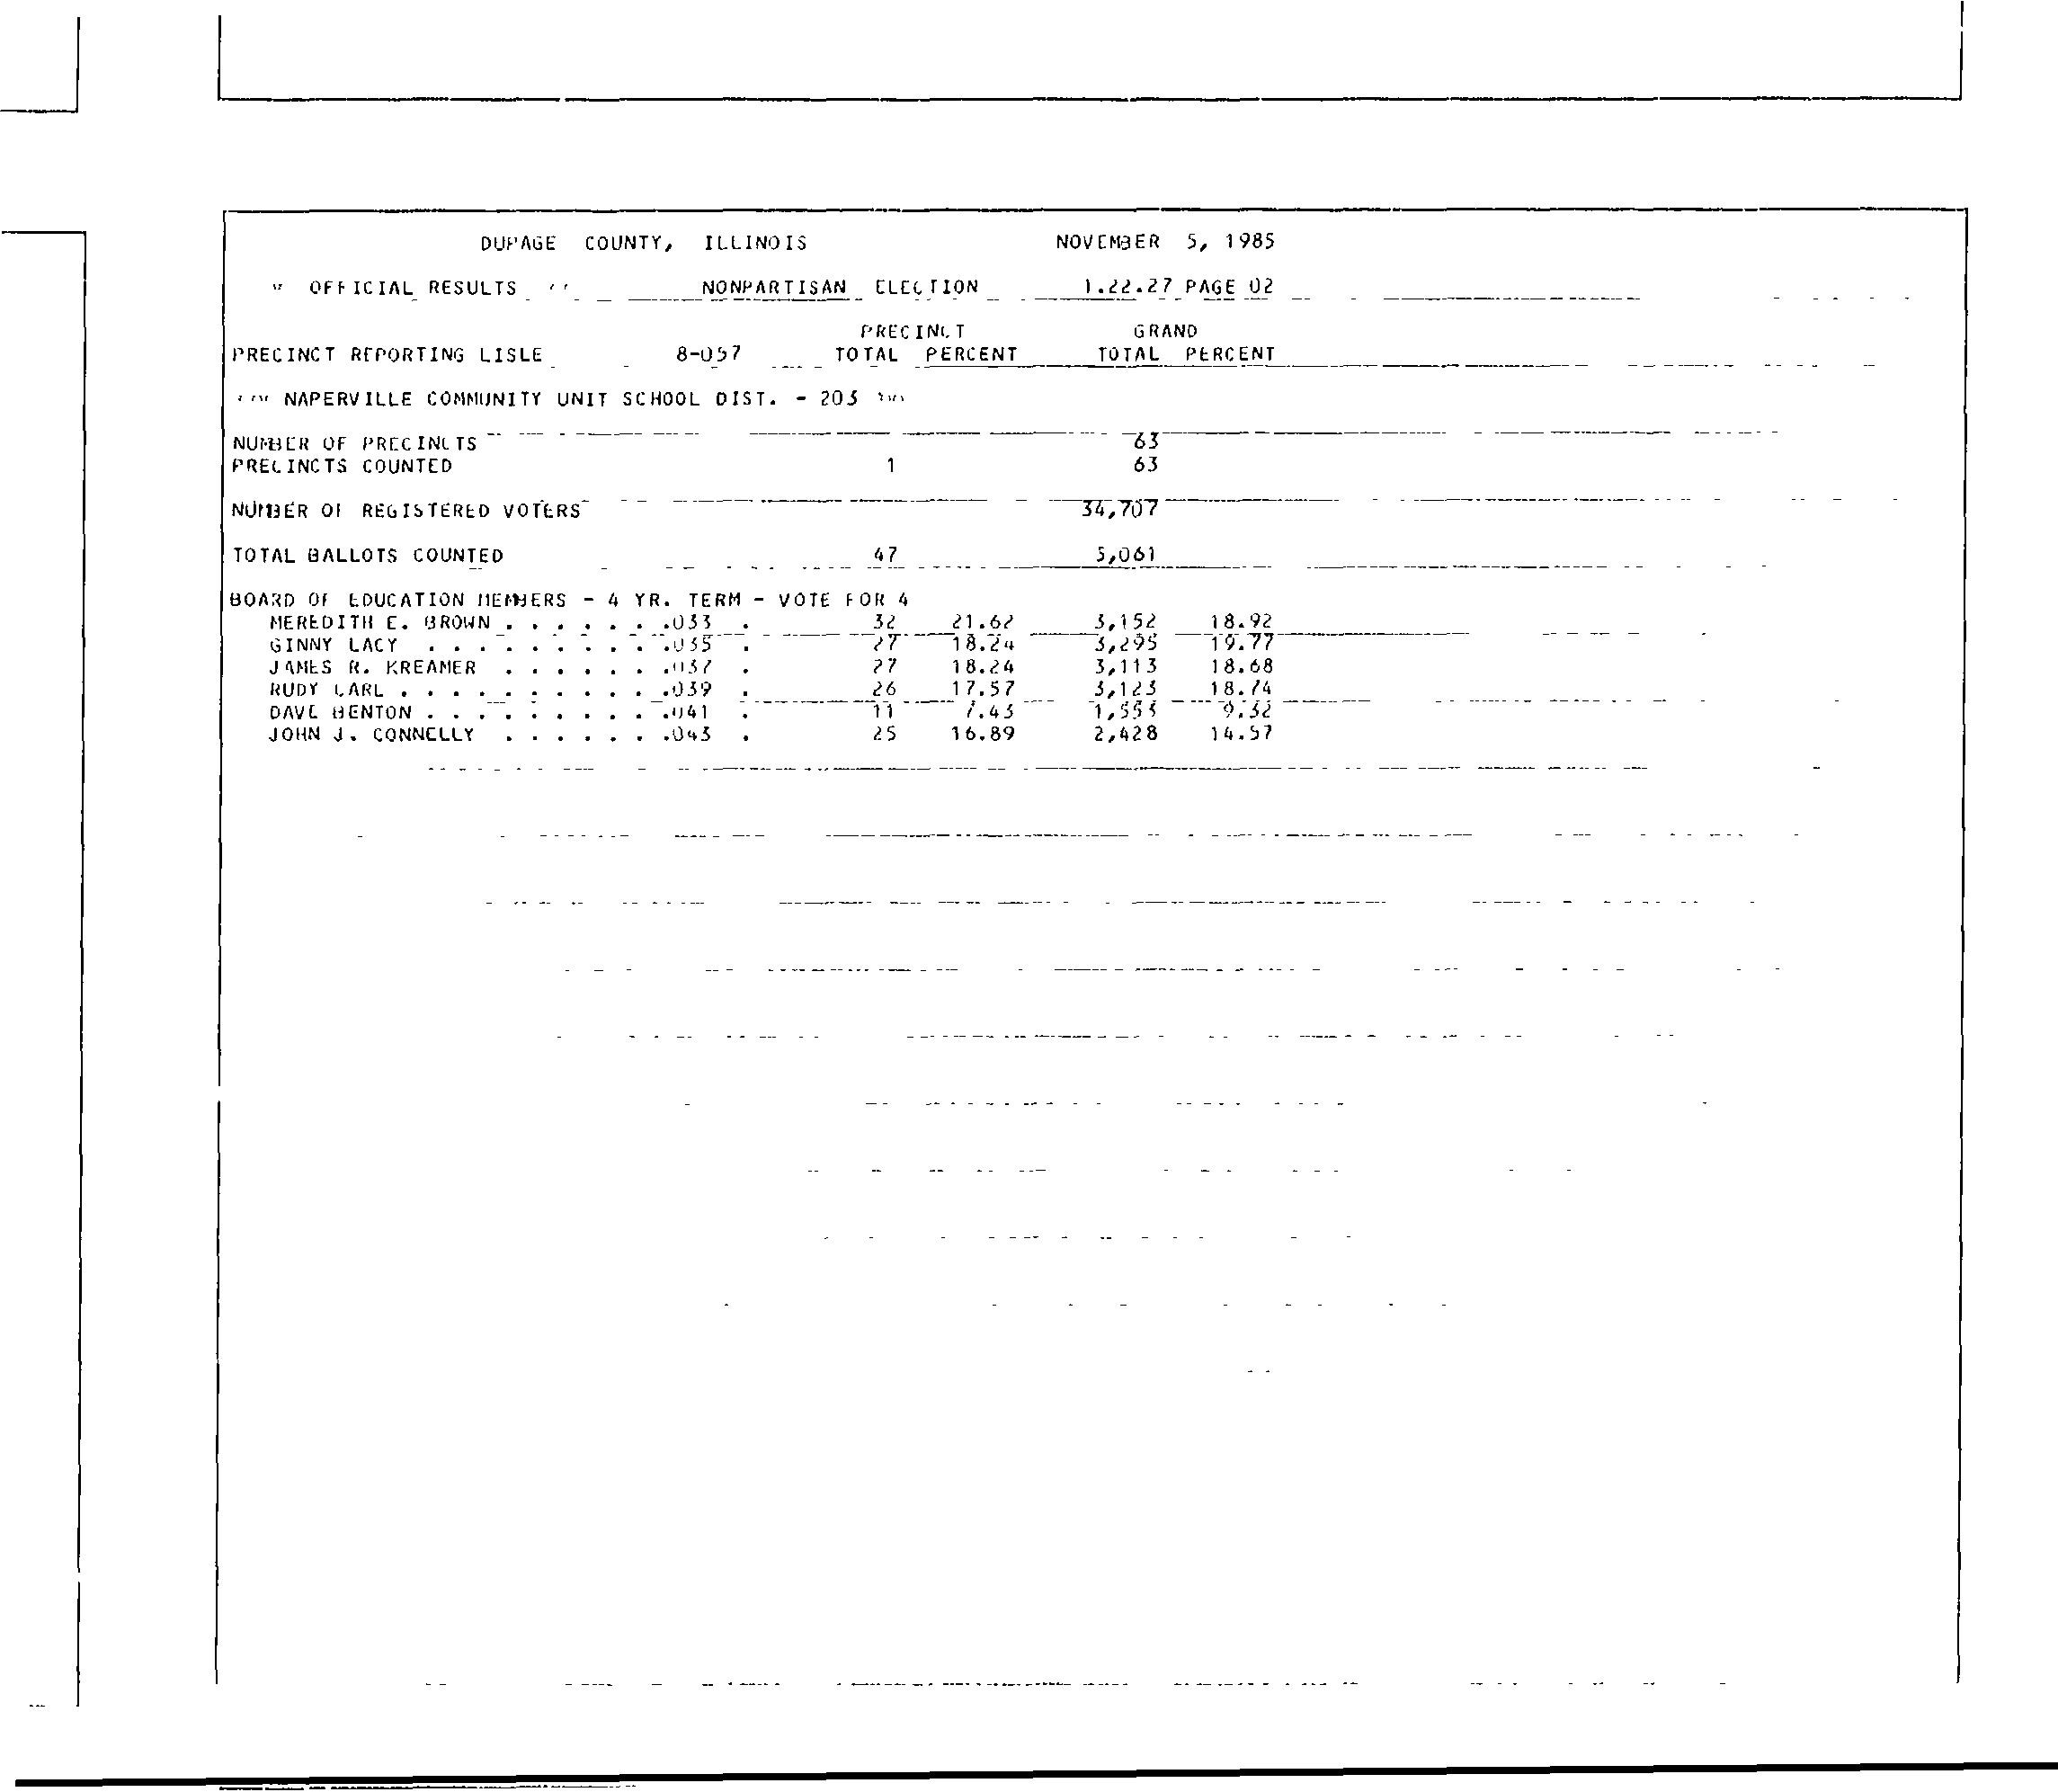 DUPAGE COUNTY, ILLINOIS NOVEMBER 5, 1985
OFFICIAL RESULTS NONPARTISAN ELECTION 1.22.27 PAGE 02
PRECINCT GRAND
PRECINCT REPORTING LISLE 8-057 TOTAL PERCENT TOTAL PERCENT
NAPERVILLE COMMUNITY UNIT SCHOOL DIST. - 203
NUMBER OF PRECINCTS 63
PRECINCTS COUNTED 1 63
NUMBER OF REGISTERED VOTERS 34,707
TOTAL BALLOTS COUNTED 47 5,061
BOARD OF EDUCATION MEMBERS - 4 YR. TERM - VOTE FOR 4
MEREDITH E. BROWN . . . . . . .033 . 32 21.62 3,152 18.92
GINNY LACY . . . . . . . . . .035 . 27 18.24 3,295 19.77
JAMES R. KREAMER . . . . . . .037 . 27 18.24 3,113 18.68
RUDY CARL . . . . . . . . . . .039 . 26 17.57 3,123 18.74
DAVE BENTON . . . . . . . . . .041 . 11 7.43 1,553 9.32
JOHN J. CONNELLY . . . . . . .043 . 25 16.89 2,428 14.57